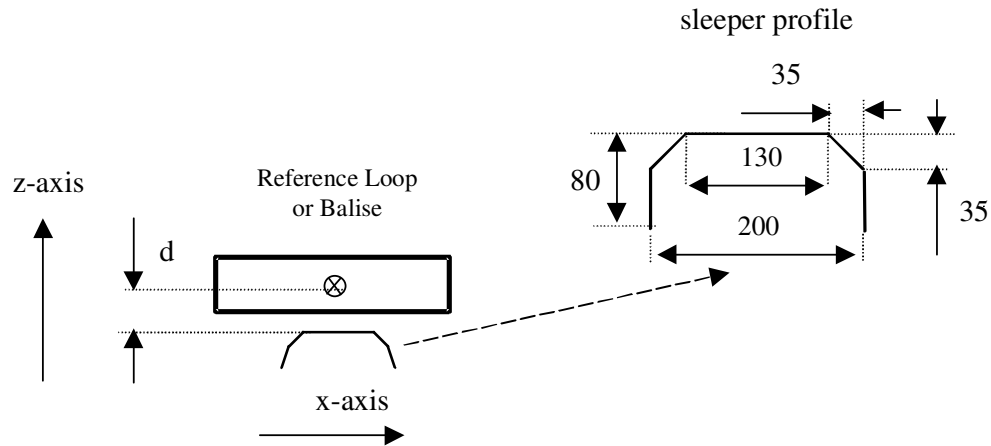 sleeper profile
35
130
80
35
200
z-axis
d
Reference Loop
or Balise
x-axis